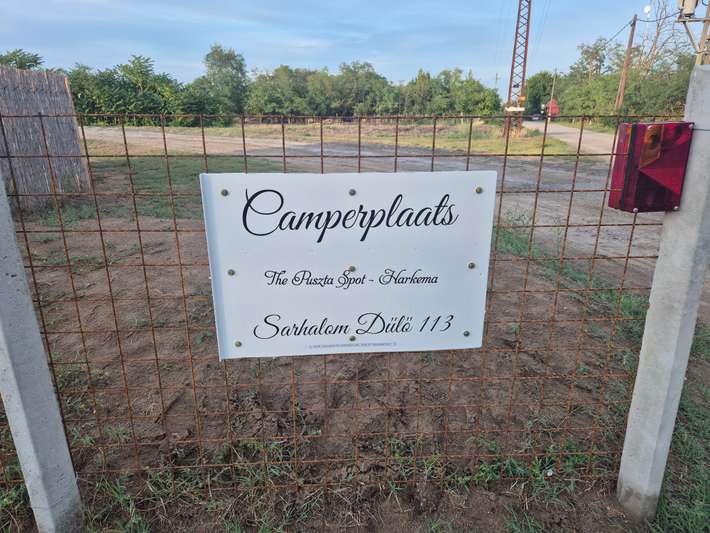 Camperplaats
The Puszta Spot - Harkema
Sarhalom Dülö 113